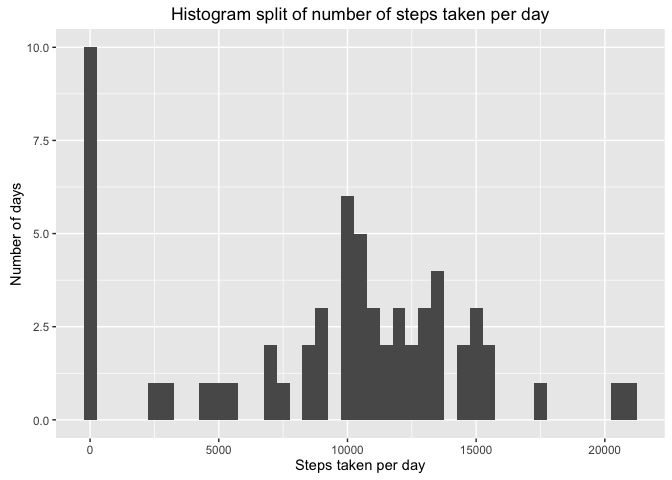 Histogram split of number of steps taken per day
10.0
7.5
5.0
2.5
0.0
Number of days
0 5000 10000 15000 20000
Steps taken per day